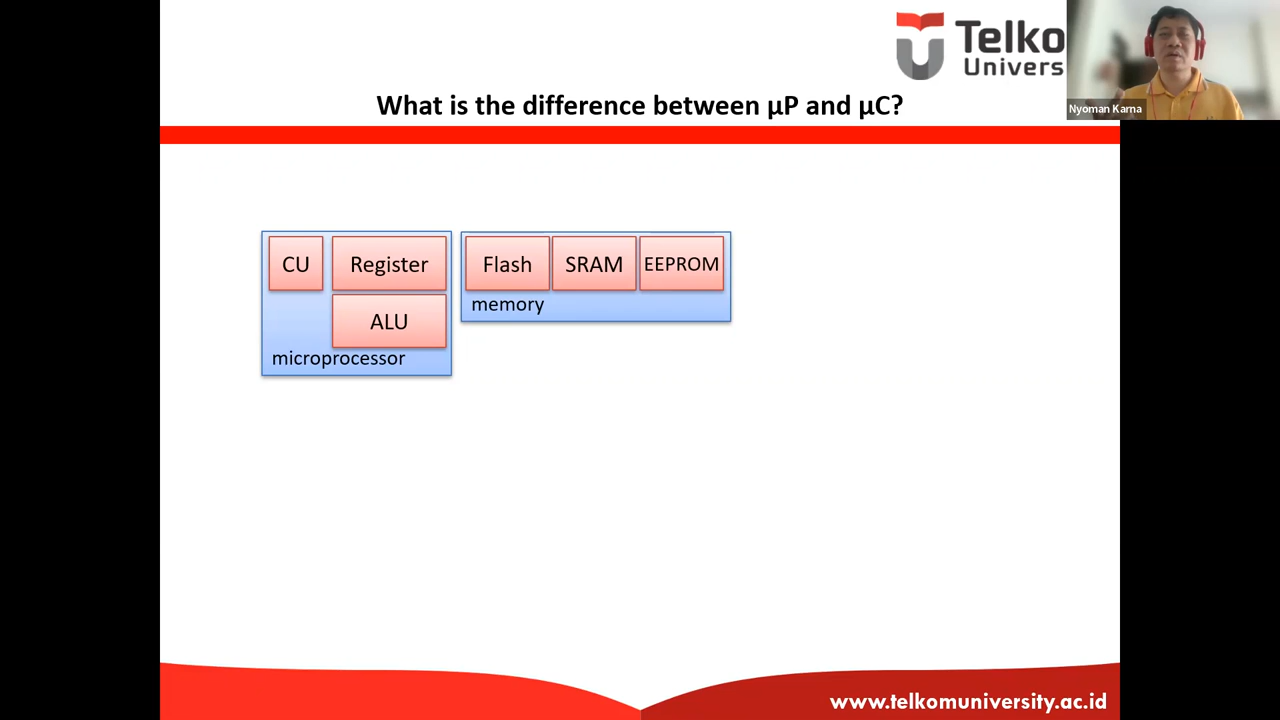 Telko
Univers
Nyoman Karna
What is the difference between µP and µC?
CU
Register
Flash
SRAM
EEPROM
memory
ALU
microprocessor
www.telkomuniversity.ac.id